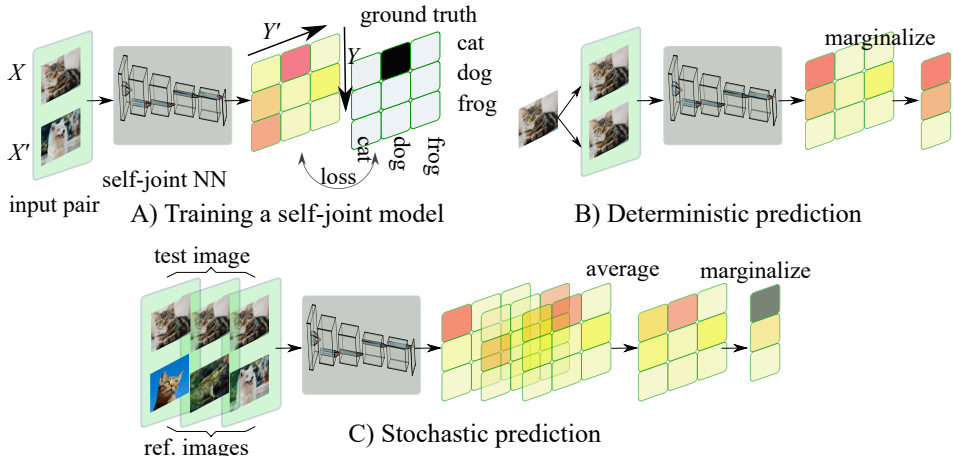 ground truth
Y'
Y
X
X'
cat
dog
frog
cat
dog
frog
loss
self-joint NN
input pair
A) Training a self-joint model
marginalize
B) Deterministic prediction
test image
average
marginalize
ref. images
C) Stochastic prediction